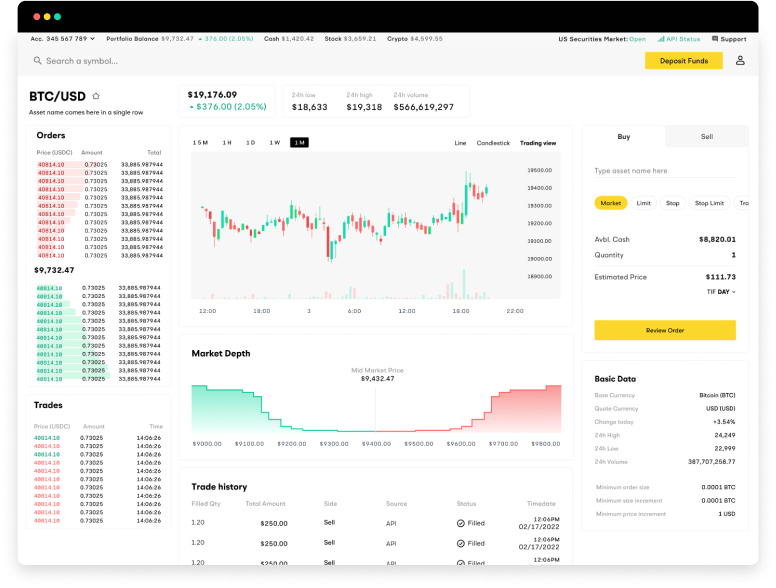 Acc. 345 567 789 Portfolio Balance $9,732.47 376.00 (2.05%) Cash $1,420.42 Stock $3,659.21 Crypto $4,599.55 US Securities Market: Open API Status Support
Search a symbol... Deposit Funds
BTC/USD
Asset name comes here in a single row
$19,176.09
$376.00 (2.05%)
24h low 24h high 24h volume
$18,633 $19,318 $566,619,297
Orders
Price (USDC) Amount Total
40814.10 0.73025 33,885.987944
40814.10 0.73025 33,885.987944
40814.10 0.73025 33,885.987944
40814.10 0.73025 33,885.987944
40814.10 0.73025 33,885.987944
40814.10 0.73025 33,885.987944
40814.10 0.73025 33,885.987944
40814.10 0.73025 33,885.987944
40814.10 0.73025 33,885.987944
40814.10 0.73025 33,885.987944
40814.10 0.73025 33,885.987944
$9,732.47
40814.10 0.73025 33,885.987944
40814.10 0.73025 33,885.987944
40814.10 0.73025 33,885.987944
40814.10 0.73025 33,885.987944
40814.10 0.73025 33,885.987944
40814.10 0.73025 33,885.987944
40814.10 0.73025 33,885.987944
40814.10 0.73025 33,885.987944
40814.10 0.73025 33,885.987944
40814.10 0.73025 33,885.987944
40814.10 0.73025 33,885.987944
40814.10 0.73025 33,885.987944
Trades
Price (USDC) Amount Time
40814.10 0.73025 14:06:26
40814.10 0.73025 14:06:26
40814.10 0.73025 14:06:26
40814.10 0.73025 14:06:26
40814.10 0.73025 14:06:26
40814.10 0.73025 14:06:26
40814.10 0.73025 14:06:26
40814.10 0.73025 14:06:26
40814.10 0.73025 14:06:26
40814.10 0.73025 14:06:26
40814.10 0.73025 14:06:26
15M 1H 1D 1W 1M Line Candlestick Trading view
19500.00
19400.00
19300.00
19200.00
19100.00
19000.00
18900.00
12:00 18:00 3 6:00 12:00 18:00 22:00
Market Depth
Mid Market Price
$9,432.47
$9000.00 $9100.00 $9200.00 $9300.00 $9400.00 $9500.00 $9600.00 $9700.00 $9800.00
Trade history
Filled Qty Total Amount Side Source Status Timedate
1.20 $250.00 Sell API Filled 12:06PM
02/17/2022
1.20 $250.00 Sell API Filled 12:06PM
02/17/2022
1.20 $250.00 Sell API Filled 12:06PM
Buy Sell
Type asset name here
Market Limit Stop Stop Limit Tra
Avbl. Cash $8,820.01
Quantity 1
Estimated Price $111.73
TIF DAY
Review Order
Basic Data
Base Currency Bitcoin (BTC)
Quote Currency USD (USD)
Change today +3.54%
24h High 24,249
24h Low 22,999
24h Volume 387,707,258.77
Minimum order size 0.0001 BTC
Minimum size increment 0.0001 BTC
Minimum price increment 1 USD